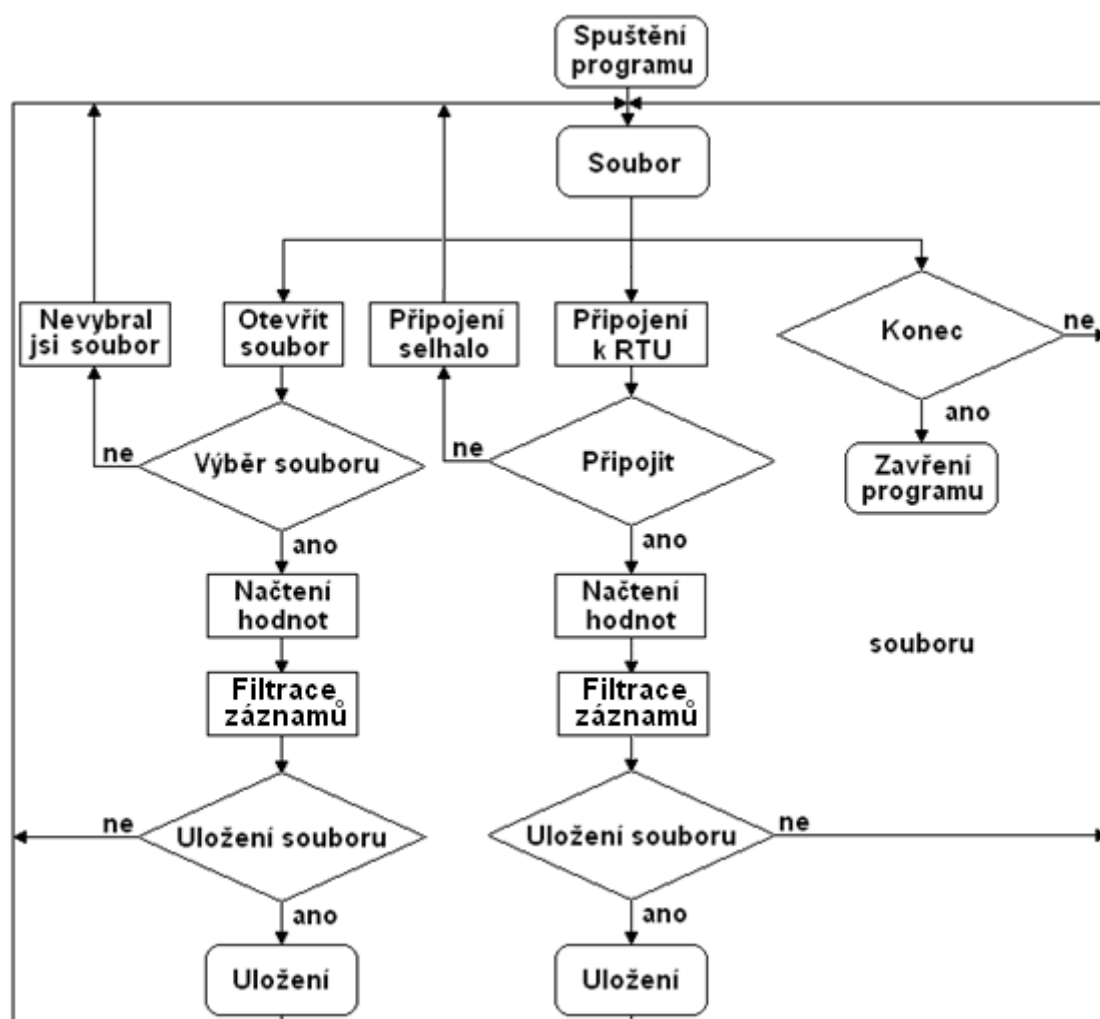 Spuštění
programu
Soubor
Nevybral
jsi soubor
Otevřít
soubor
Připojení
selhalo
Připojení
k RTU
Konec
ne
ano
Zavření
programu
ne
Výběr souboru
ano
ne
Připojit
ano
Načtení
hodnot
Načtení
hodnot
souboru
Filtrace
záznamů
Filtrace
záznamů
ne
Uložení souboru
ano
Uložení souboru
ne
ano
Uložení
Uložení